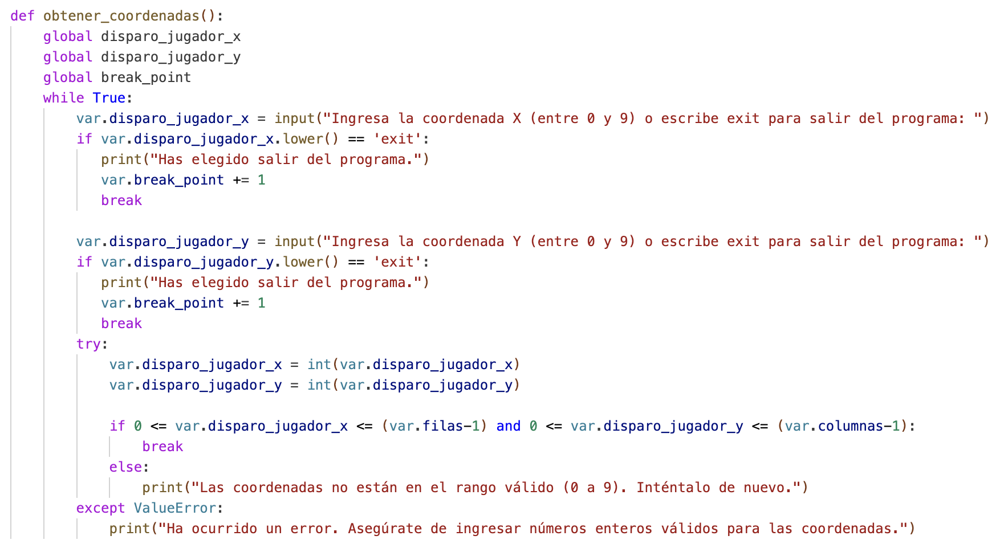 def obtener_coordenadas():
    global disparo_jugador_x
    global disparo_jugador_y
    global break_point
    while True:
        var.disparo_jugador_x = input("Ingresa la coordenada X (entre 0 y 9) o escribe exit para salir del programa: ")
        if var.disparo_jugador_x.lower() == 'exit':
           print("Has elegido salir del programa.")
           var.break_point += 1
           break

        var.disparo_jugador_y = input("Ingresa la coordenada Y (entre 0 y 9) o escribe exit para salir del programa: ")
        if var.disparo_jugador_y.lower() == 'exit':
           print("Has elegido salir del programa.")
           var.break_point += 1
           break
        try:
            var.disparo_jugador_x = int(var.disparo_jugador_x)
            var.disparo_jugador_y = int(var.disparo_jugador_y)

            if 0 <= var.disparo_jugador_x <= (var.filas-1) and 0 <= var.disparo_jugador_y <= (var.columnas-1):
                break
            else:
                print("Las coordenadas no están en el rango válido (0 a 9). Inténtalo de nuevo.")
        except ValueError:
            print("Ha ocurrido un error. Asegúrate de ingresar números enteros válidos para las coordenadas.")